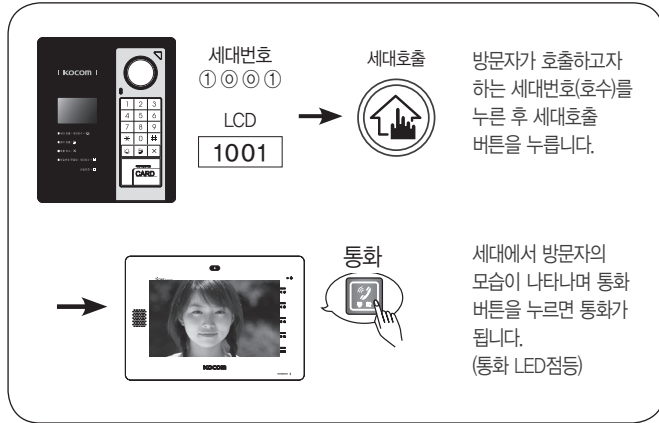 KOCOM
1 2 3
4 5 6
7 8 9
* 0 #
CARD
세대번호
① ⓪ ⓪ ①
LCD
1001
세대호출
방문자가 호출하고자
하는 세대번호(호수)를
누른 후 세대호출
버튼을 누릅니다.
KOCOM
통화
세대에서 방문자의
모습이 나타나며 통화
버튼을 누르면 통화가
됩니다.
(통화 LED점등)